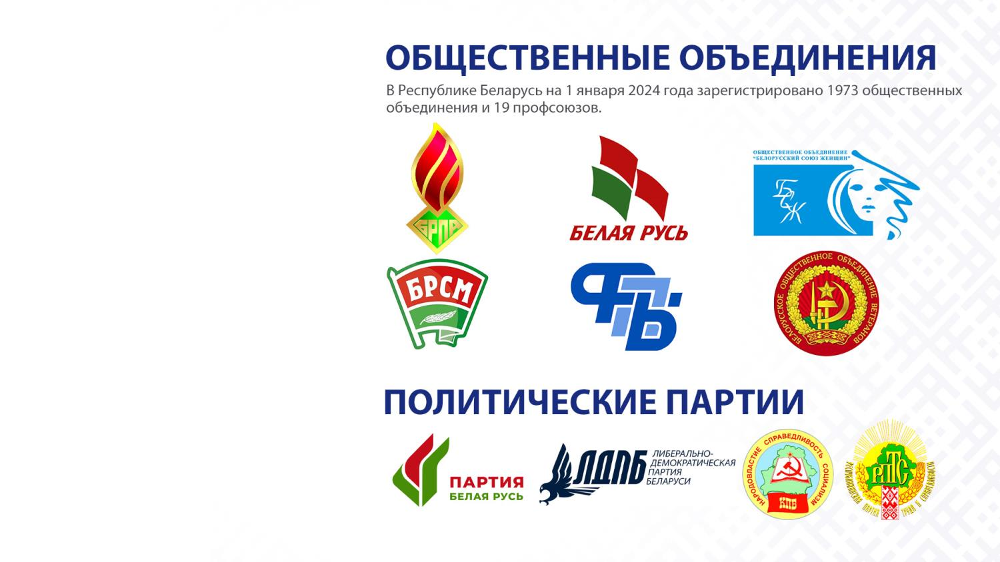 ОБЩЕСТВЕННЫЕ ОБЪЕДИНЕНИЯ
В Республике Беларусь на 1 января 2024 года зарегистрировано 1973 общественных
объединения и 19 профсоюзов.
БРПО
БЕЛАЯ РУСЬ
ОБЩЕСТВЕННОЕ ОБЪЕДИНЕНИЕ
"БЕЛОРУССКИЙ СОЮЗ ЖЕНЩИН"
БСЖ
БРСМ
ФПБ
БЕЛОРУССКОЕ ОБЩЕСТВЕННОЕ ОБЪЕДИНЕНИЕ ВЕТЕРАНОВ
ПОЛИТИЧЕСКИЕ ПАРТИИ
ПАРТИЯ
БЕЛАЯ РУСЬ
ЛДПБ
ЛИБЕРАЛЬНО-
ДЕМОКРАТИЧЕСКАЯ
ПАРТИЯ
БЕЛАРУСИ
НАРОДОВЛАСТИЕ СПРАВЕДЛИВОСТЬ СОЦИАЛИЗМ
КПБ
РПТС
РЕСПУБЛИКАНСКАЯ ПАРТИЯ ТРУДА И СПРАВЕДЛИВОСТИ